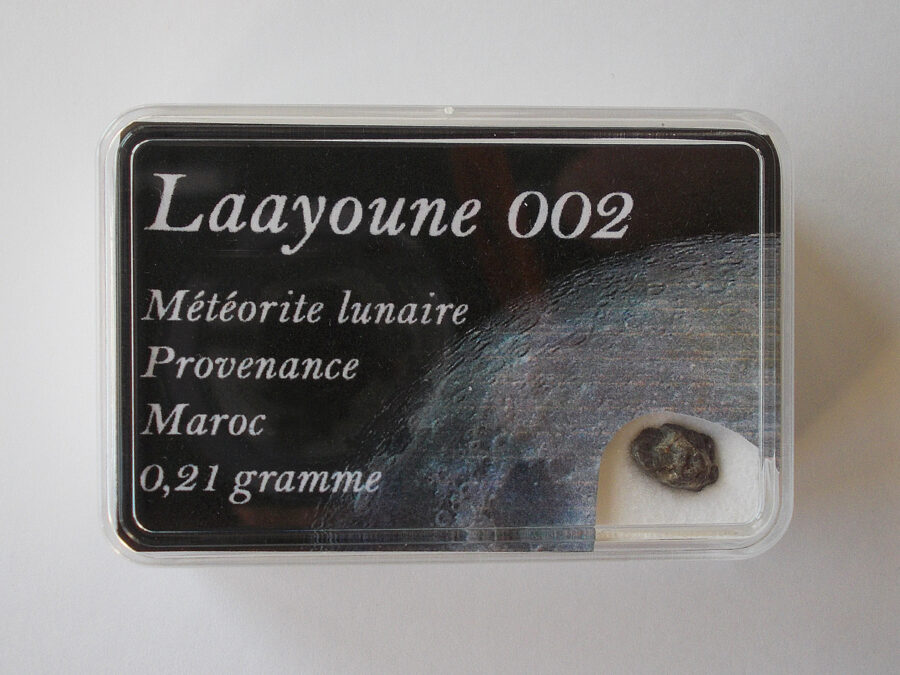 Laayoune 002
Météorite lunaire
Provenance
Maroc
0,21 gramme